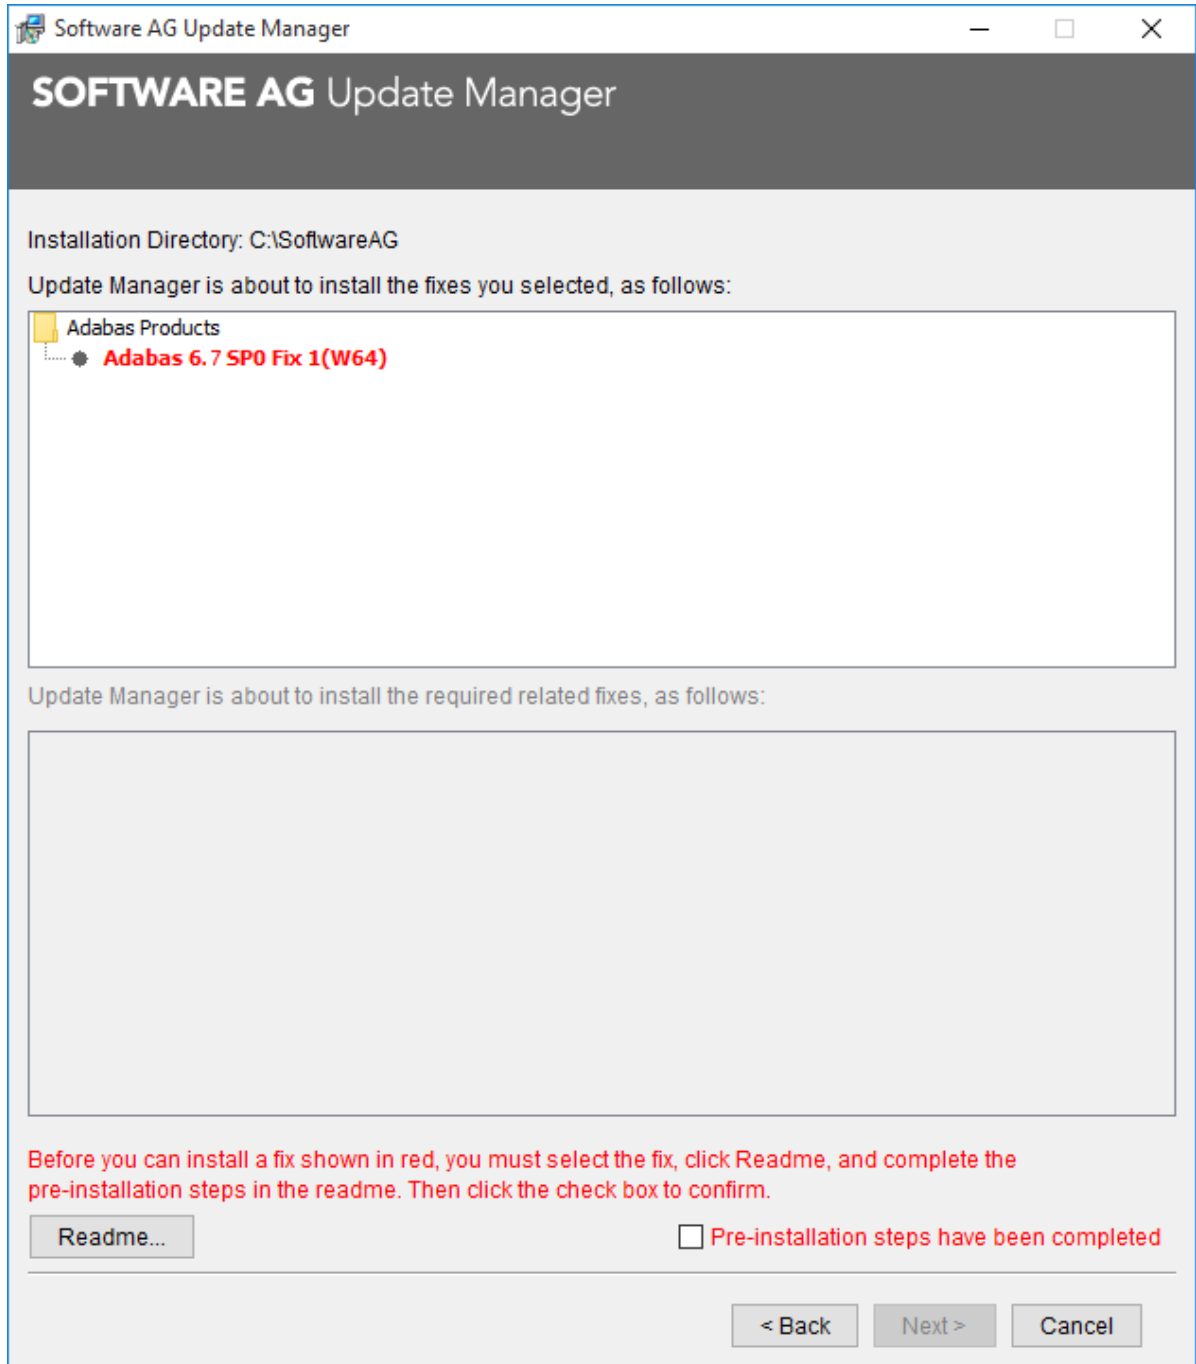 Software AG Update Manager
SOFTWARE AG Update Manager
Installation Directory: C:\SoftwareAG
Update Manager is about to install the fixes you selected, as follows:
Adabas Products
Adabas 6.7 SP0 Fix 1(W64)
Update Manager is about to install the required related fixes, as follows:
Before you can install a fix shown in red, you must select the fix, click Readme, and complete the
pre-installation steps in the readme. Then click the check box to confirm.
Readme... Pre-installation steps have been completed
< Back Next > Cancel